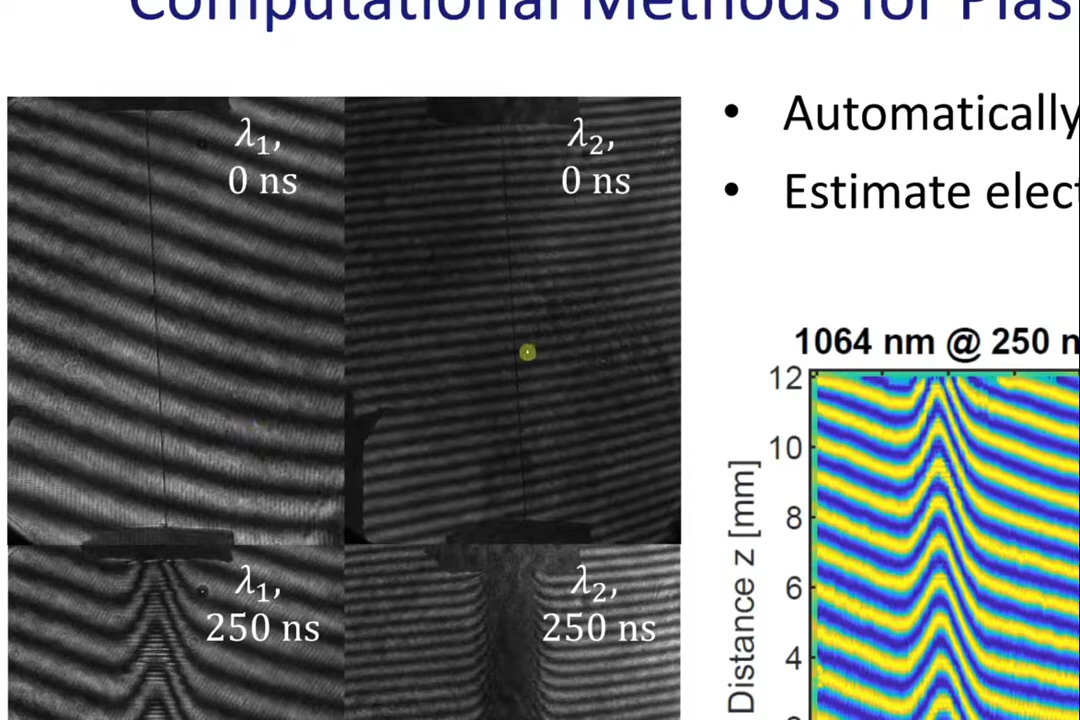 Computational Methods for Plas
λ₁,
0 ns
λ₂,
0 ns
• Automatically
• Estimate elect
λ₁,
250 ns
λ₂,
250 ns
1064 nm @ 250 n
12
10
8
6
4
Distance z [mm]